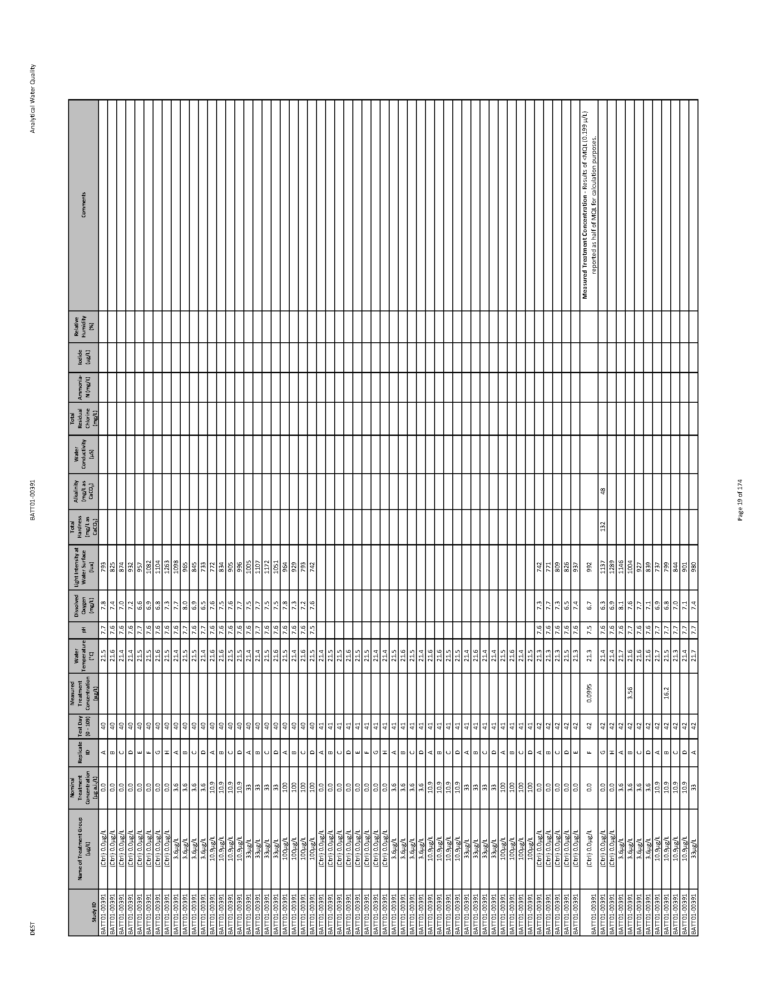 DEST BATT01-00391 Analytical Water Quality
Study ID Name of Treatment Group (µg/L) Nominal Treatment Concentration (µg a.i./L) Replicate ID Test Day (0 - 109) Measured Treatment Concentration (µg/L) Water Temperature (°C) pH Dissolved Oxygen (mg/L) Light Intensity at Water Surface (lux) Total Hardness (mg/L as CaCO₃) Alkalinity (mg/L as CaCO₃) Water Conductivity (µS) Total Residual Chlorine (mg/L) Ammonia-N (mg/L) Iodide (µg/L) Relative Humidity (%) Comments
BATT01-00391 (Ctrl) 0.0µg/L 0.0 A 40 21.5 7.7 7.8 793
BATT01-00391 (Ctrl) 0.0µg/L 0.0 B 40 21.6 7.6 7.4 825
BATT01-00391 (Ctrl) 0.0µg/L 0.0 C 40 21.4 7.6 7.0 874
BATT01-00391 (Ctrl) 0.0µg/L 0.0 D 40 21.4 7.6 7.2 932
BATT01-00391 (Ctrl) 0.0µg/L 0.0 E 40 21.5 7.7 6.6 957
BATT01-00391 (Ctrl) 0.0µg/L 0.0 F 40 21.5 7.6 6.9 1082
BATT01-00391 (Ctrl) 0.0µg/L 0.0 G 40 21.6 7.6 6.8 1104
BATT01-00391 (Ctrl) 0.0µg/L 0.0 H 40 21.5 7.6 7.3 1263
BATT01-00391 3.6µg/L 3.6 A 40 21.4 7.6 7.7 1098
BATT01-00391 3.6µg/L 3.6 B 40 21.5 7.7 8.0 965
BATT01-00391 3.6µg/L 3.6 C 40 21.5 7.6 6.9 845
BATT01-00391 3.6µg/L 3.6 D 40 21.4 7.7 6.5 733
BATT01-00391 10.9µg/L 10.9 A 40 21.6 7.6 7.6 772
BATT01-00391 10.9µg/L 10.9 B 40 21.6 7.6 7.5 834
BATT01-00391 10.9µg/L 10.9 C 40 21.5 7.6 7.6 905
BATT01-00391 10.9µg/L 10.9 D 40 21.5 7.6 7.7 996
BATT01-00391 33µg/L 33 A 40 21.4 7.6 7.5 1005
BATT01-00391 33µg/L 33 B 40 21.4 7.7 7.7 1107
BATT01-00391 33µg/L 33 C 40 21.5 7.6 7.5 1172
BATT01-00391 33µg/L 33 D 40 21.6 7.6 7.5 1051
BATT01-00391 100µg/L 100 A 40 21.5 7.6 7.8 964
BATT01-00391 100µg/L 100 B 40 21.4 7.6 7.3 929
BATT01-00391 100µg/L 100 C 40 21.6 7.6 7.2 793
BATT01-00391 100µg/L 100 D 40 21.5 7.5 7.6 742
BATT01-00391 (Ctrl) 0.0µg/L 0.0 A 41 21.4
BATT01-00391 (Ctrl) 0.0µg/L 0.0 B 41 21.5
BATT01-00391 (Ctrl) 0.0µg/L 0.0 C 41 21.5
BATT01-00391 (Ctrl) 0.0µg/L 0.0 D 41 21.6
BATT01-00391 (Ctrl) 0.0µg/L 0.0 E 41 21.5
BATT01-00391 (Ctrl) 0.0µg/L 0.0 F 41 21.5
BATT01-00391 (Ctrl) 0.0µg/L 0.0 G 41 21.4
BATT01-00391 (Ctrl) 0.0µg/L 0.0 H 41 21.4
BATT01-00391 3.6µg/L 3.6 A 41 21.5
BATT01-00391 3.6µg/L 3.6 B 41 21.6
BATT01-00391 3.6µg/L 3.6 C 41 21.5
BATT01-00391 3.6µg/L 3.6 D 41 21.4
BATT01-00391 10.9µg/L 10.9 A 41 21.6
BATT01-00391 10.9µg/L 10.9 B 41 21.6
BATT01-00391 10.9µg/L 10.9 C 41 21.5
BATT01-00391 10.9µg/L 10.9 D 41 21.5
BATT01-00391 33µg/L 33 A 41 21.4
BATT01-00391 33µg/L 33 B 41 21.6
BATT01-00391 33µg/L 33 C 41 21.4
BATT01-00391 33µg/L 33 D 41 21.4
BATT01-00391 100µg/L 100 A 41 21.5
BATT01-00391 100µg/L 100 B 41 21.6
BATT01-00391 100µg/L 100 C 41 21.4
BATT01-00391 100µg/L 100 D 41 21.5
BATT01-00391 (Ctrl) 0.0µg/L 0.0 A 42 21.3 7.6 7.3 742
BATT01-00391 (Ctrl) 0.0µg/L 0.0 B 42 21.3 7.6 7.7 771
BATT01-00391 (Ctrl) 0.0µg/L 0.0 C 42 21.3 7.6 7.3 809
BATT01-00391 (Ctrl) 0.0µg/L 0.0 D 42 21.5 7.6 6.5 826
BATT01-00391 (Ctrl) 0.0µg/L 0.0 E 42 21.3 7.6 7.4 937
BATT01-00391 (Ctrl) 0.0µg/L 0.0 F 42 0.0995 21.3 7.5 6.7 992 Measured Treatment Concentration - Results of <MQL (0.199 µ/L)
reported as half of MQL for calculation purposes.
BATT01-00391 (Ctrl) 0.0µg/L 0.0 G 42 21.4 7.6 6.3 1137 132 48
BATT01-00391 (Ctrl) 0.0µg/L 0.0 H 42 21.4 7.6 6.9 1289
BATT01-00391 3.6µg/L 3.6 A 42 21.7 7.6 8.1 1146
BATT01-00391 3.6µg/L 3.6 B 42 3.56 21.6 7.7 7.6 1004
BATT01-00391 3.6µg/L 3.6 C 42 21.6 7.6 7.7 927
BATT01-00391 3.6µg/L 3.6 D 42 21.6 7.6 7.1 839
BATT01-00391 10.9µg/L 10.9 A 42 21.7 7.7 6.9 737
BATT01-00391 10.9µg/L 10.9 B 42 16.2 21.5 7.7 6.8 799
BATT01-00391 10.9µg/L 10.9 C 42 21.3 7.7 7.0 844
BATT01-00391 10.9µg/L 10.9 D 42 21.4 7.7 7.1 901
BATT01-00391 33µg/L 33 A 42 21.7 7.7 7.4 980
Page 19 of 174